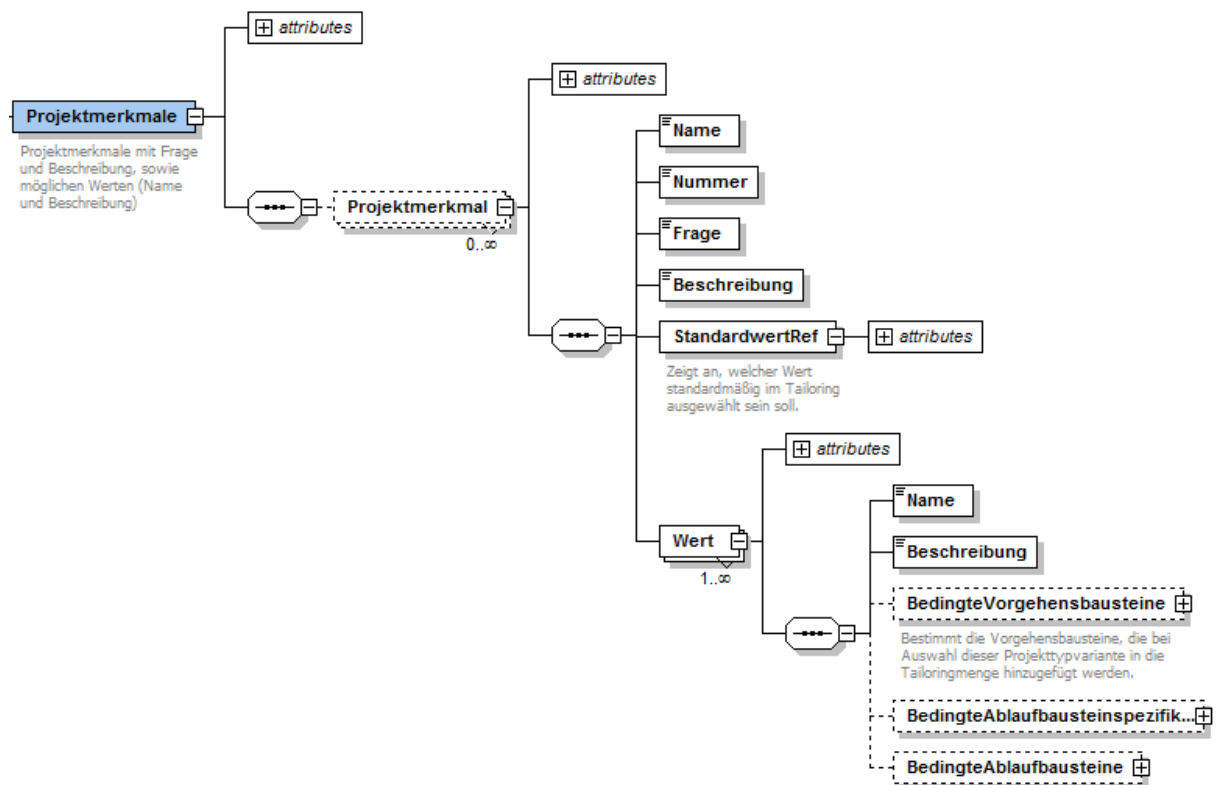 attributes
attributes
Projektmerkmale
Projektmerkmale mit Frage
und Beschreibung, sowie
möglichen Werten (Name
und Beschreibung)
Projektmerkmal
0..∞
Name
Nummer
Frage
Beschreibung
StandardwertRef
attributes
Zeigt an, welcher Wert
standardmäßig im Tailoring
ausgewählt sein soll.
attributes
Wert
1..∞
Name
Beschreibung
BedingteVorgehensbausteine
Bestimmt die Vorgehensbausteine, die bei
Auswahl dieser Projekttypvariante in die
Tailoringmenge hinzugefügt werden.
BedingteAblaufbausteinspezifik...
BedingteAblaufbausteine